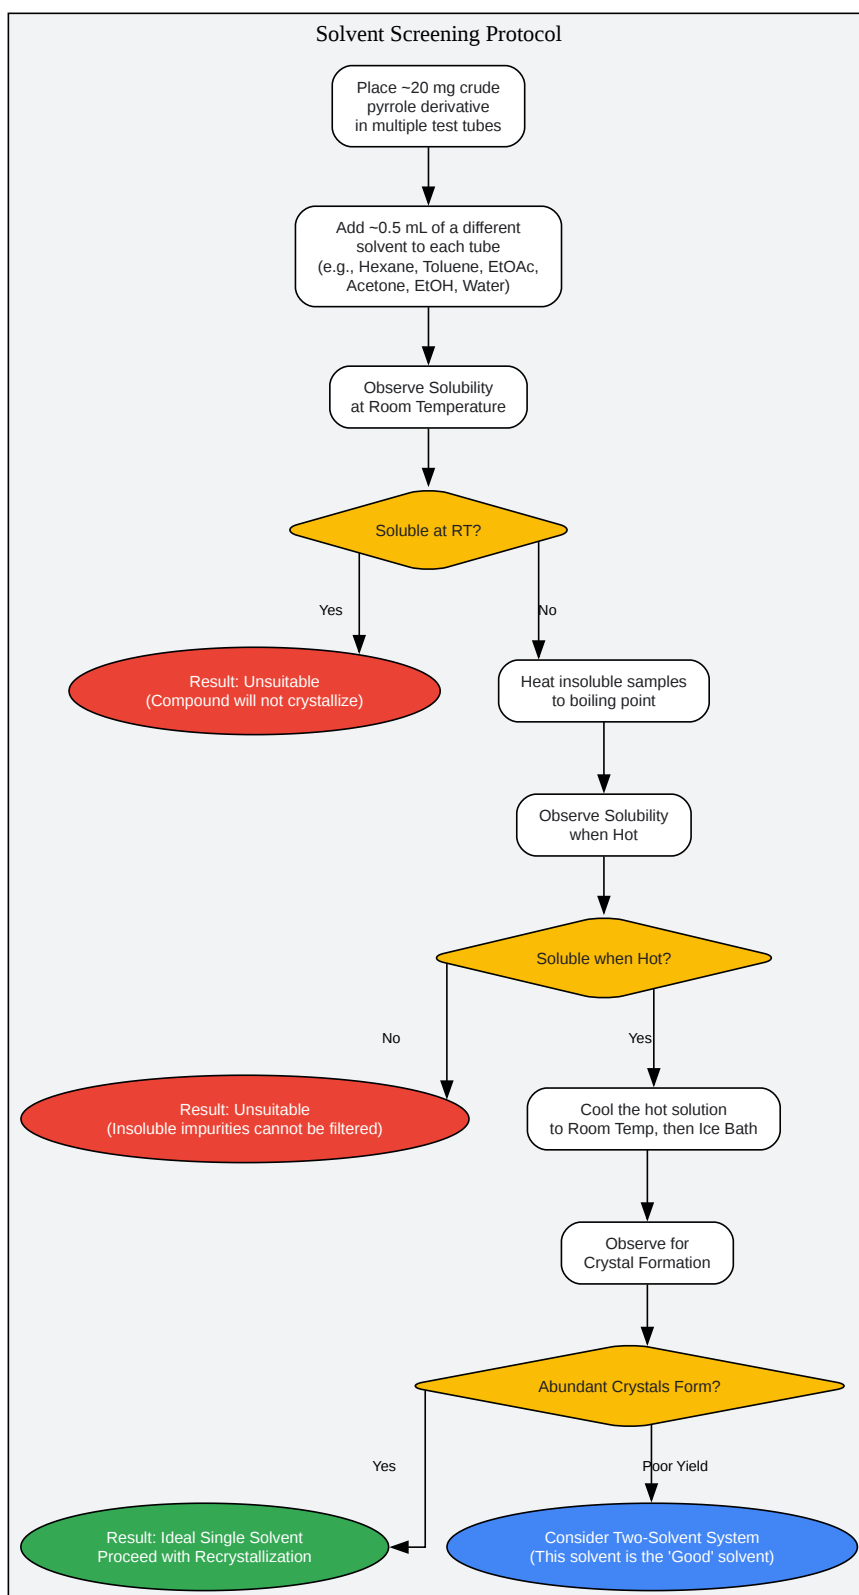 Solvent Screening Protocol
Place ~20 mg crude
pyrrole derivative
in multiple test tubes
Add ~0.5 mL of a different
solvent to each tube
(e.g., Hexane, Toluene, EtOAc,
Acetone, EtOH, Water)
Observe Solubility
at Room Temperature
Soluble at RT?
Yes
No
Result: Unsuitable
(Compound will not crystallize)
Heat insoluble samples
to boiling point
Observe Solubility
when Hot
Soluble when Hot?
No
Yes
Result: Unsuitable
(Insoluble impurities cannot be filtered)
Cool the hot solution
to Room Temp, then Ice Bath
Observe for
Crystal Formation
Abundant Crystals Form?
Yes
Poor Yield
Result: Ideal Single Solvent
Proceed with Recrystallization
Consider Two-Solvent System
(This solvent is the 'Good' solvent)